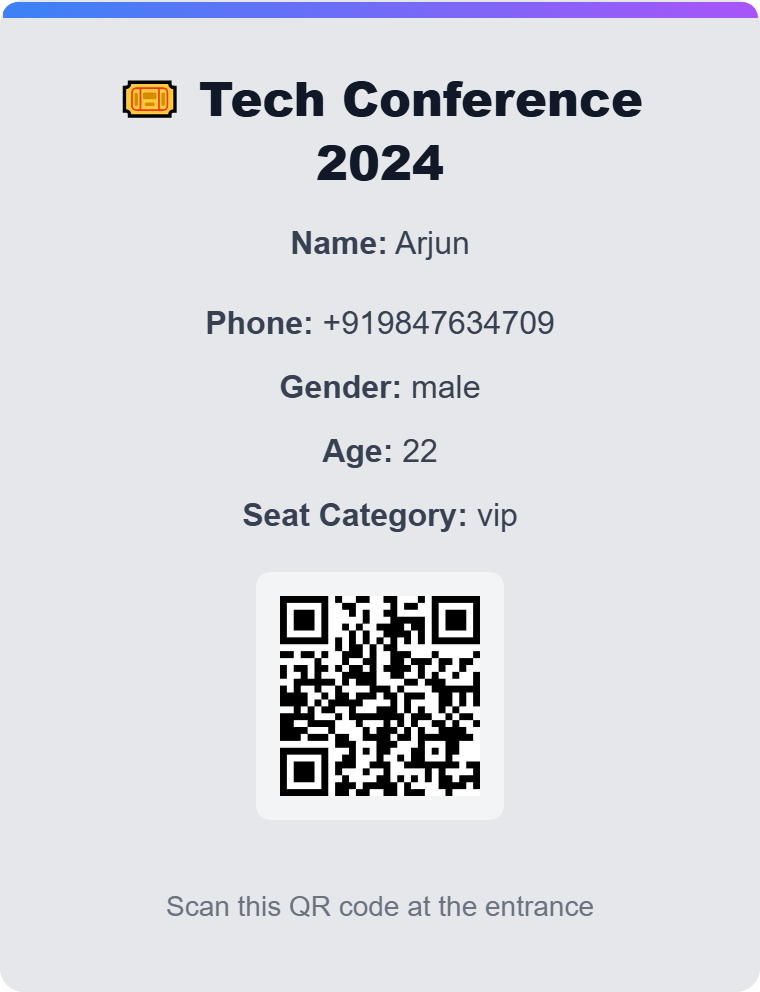 🎫 Tech Conference
2024
Name: Arjun
Phone: +919847634709
Gender: male
Age: 22
Seat Category: vip
Scan this QR code at the entrance